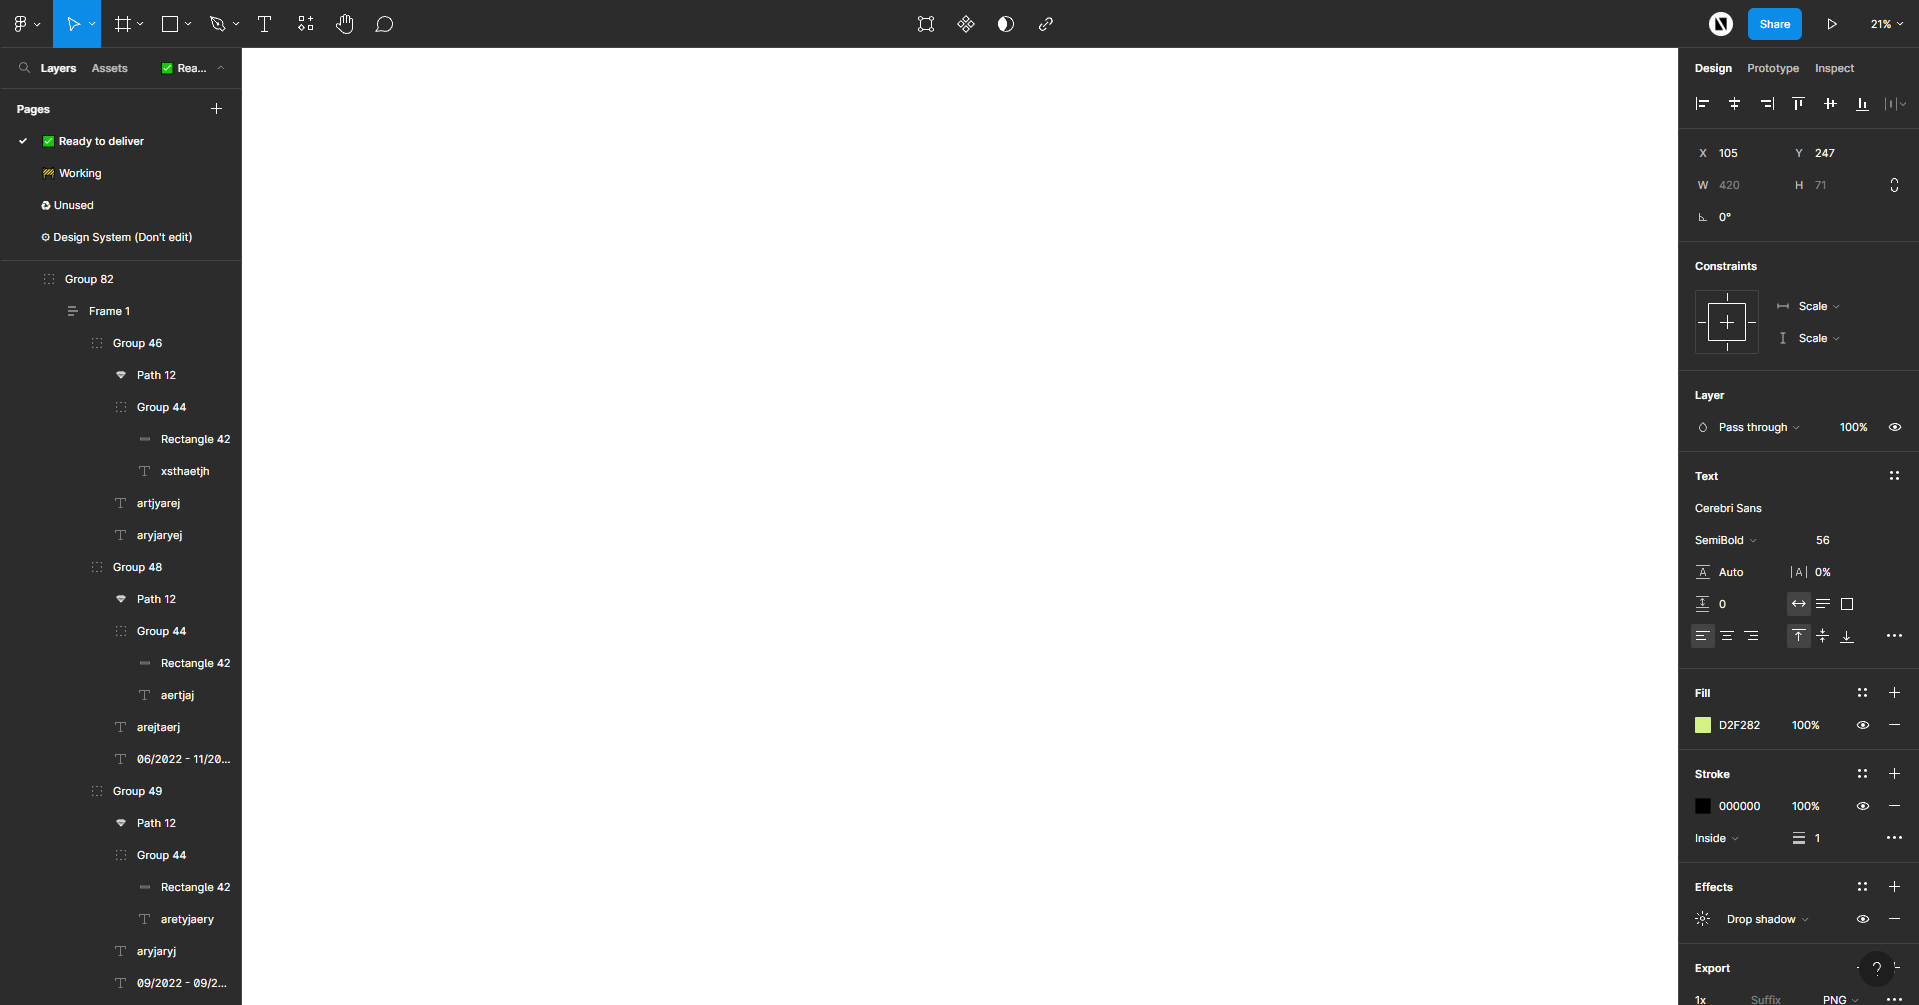 Share
21%
Layers Assets ✅ Rea...
Pages
✅ Ready to deliver
🚧 Working
♻ Unused
⚙ Design System (Don't edit)
Group 82
Frame 1
Group 46
Path 12
Group 44
Rectangle 42
xsthaetjh
artjyarej
aryjaryej
Group 48
Path 12
Group 44
Rectangle 42
aertjaj
arejtaerj
06/2022 - 11/20...
Group 49
Path 12
Group 44
Rectangle 42
aretyjaery
aryjaryj
09/2022 - 09/2...
Design Prototype Inspect
X 105 Y 247
W 420 H 71
0°
Constraints
Scale
Scale
Layer
Pass through 100%
Text
Cerebri Sans
SemiBold 56
A Auto |A| 0%
0
Fill
D2F282 100%
Stroke
000000 100%
Inside 1
Effects
Drop shadow
Export
?
1x Suffix PNG